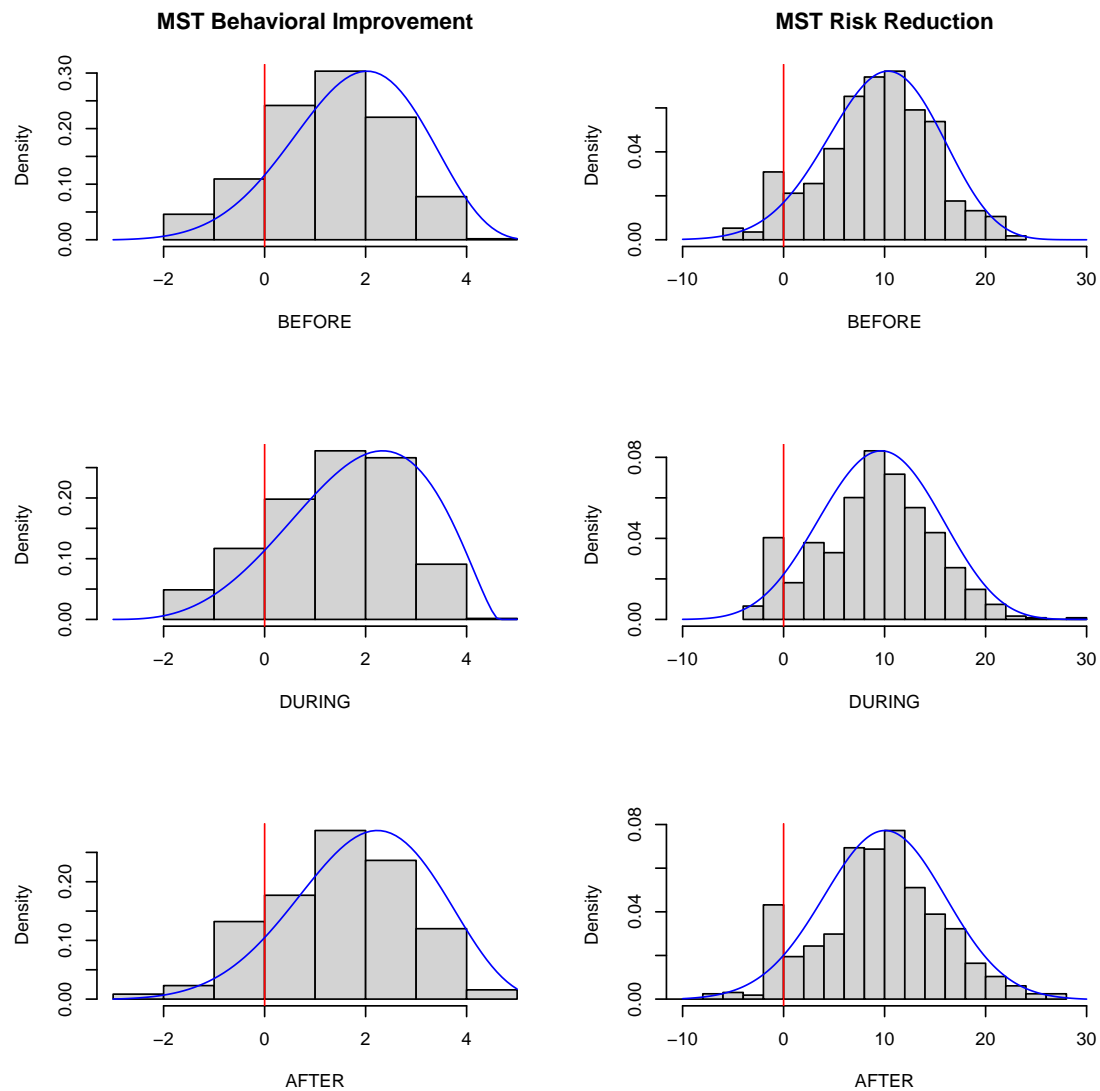 MST Behavioral Improvement
MST Risk Reduction
Density
0.00 0.10 0.20 0.30
−2 0 2 4
BEFORE
Density
0.00 0.04
−10 0 10 20 30
BEFORE
Density
0.00 0.10 0.20
−2 0 2 4
DURING
Density
0.00 0.04 0.08
−10 0 10 20 30
DURING
Density
0.00 0.10 0.20
−2 0 2 4
AFTER
Density
0.00 0.04 0.08
−10 0 10 20 30
AFTER